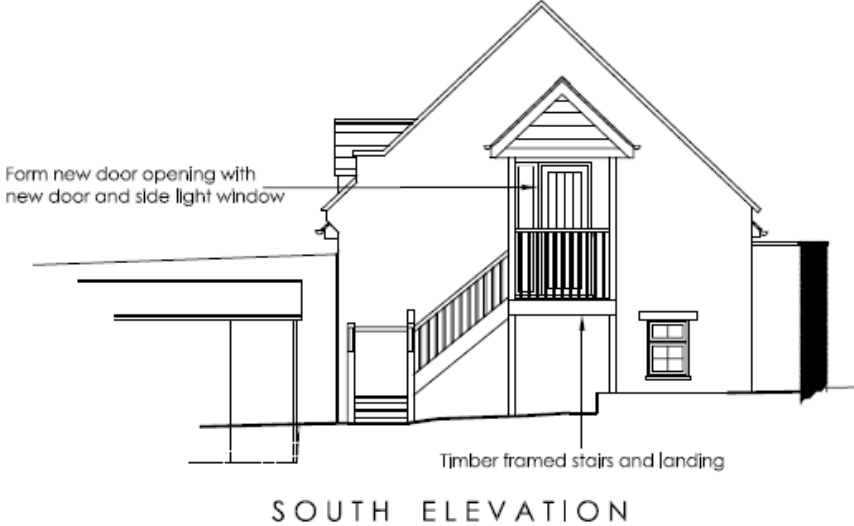 Form new door opening with
new door and side light window
Timber framed stairs and landing
SOUTH ELEVATION